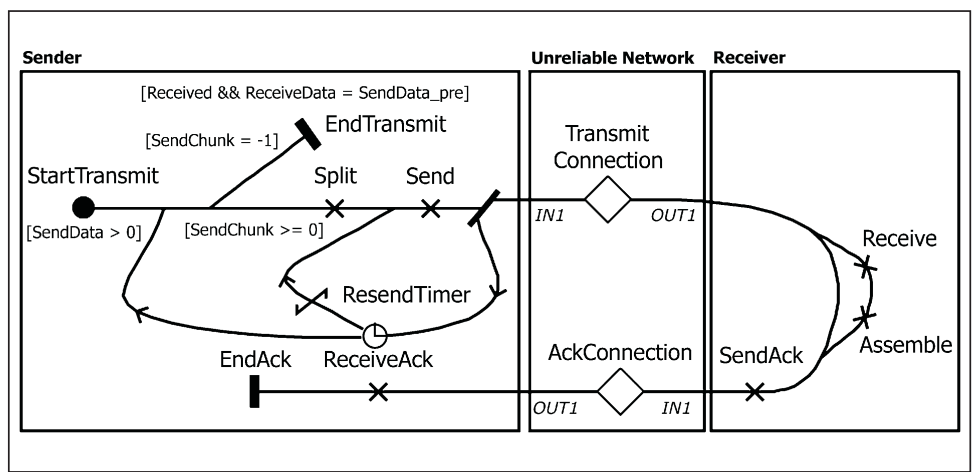 Sender
Unreliable Network
Receiver
[Received && ReceiveData = SendData_pre]
EndTransmit
[SendChunk = -1]
Transmit
Connection
StartTransmit
Split
Send
IN1
OUT1
[SendData > 0]
[SendChunk >= 0]
Receive
ResendTimer
Assemble
EndAck
ReceiveAck
AckConnection
SendAck
OUT1
IN1